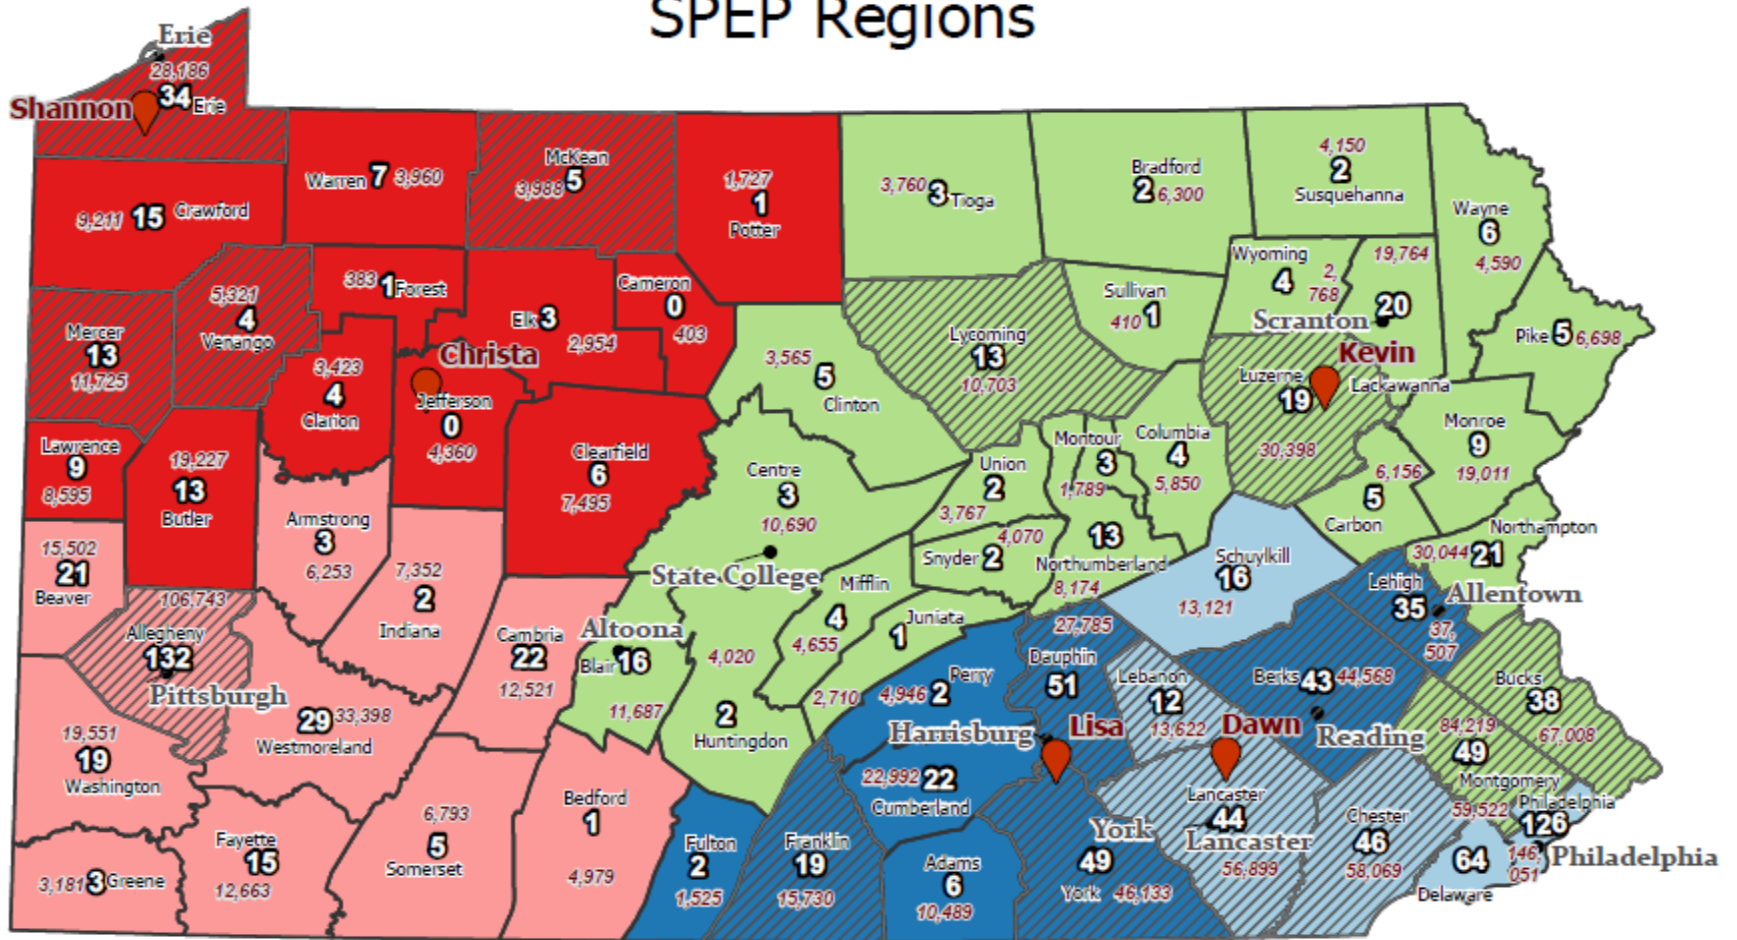 SPEP Regions
Erie
28,186
34 Erie
Shannon
Warren 7 3,960
McKean
3,988 5
1,727
1
Potter
3,760 3 Tioga
Bradford
2 6,300
4,150
2
Susquehanna
Wayne
6
4,590
9,211 15 Crawford
5,321
4
Venango
383 1 Forest
Elk 3
2,954
Cameron
0
403
Mercer
13
11,725
3,423
4
Clarion
Christa
Jefferson
0
4,360
Clearfield
6
7,495
Lawrence
9
8,595
19,227
13
Butler
3,565
5
Clinton
Lycoming
13
10,703
Sullivan
410 1
Wyoming
4 2,
768
19,764
20
Scranton
Lackawanna
Kevin
Luzerne
19
30,398
Pike 5 6,698
Monroe
9
19,011
6,156
5
Carbon
Centre
3
10,690
State College
Union
2
3,767
Montour
3
1,789
Columbia
4
5,850
4,070
Snyder 2
13
Northumberland
8,174
Northampton
30,044 21
Schuylkill
16
13,121
Lehigh
35
37,
507
Allentown
15,502
21
Beaver
Armstrong
3
6,253
7,352
2
Indiana
106,743
Allegheny
132
Pittsburgh
Cambria
22
12,521
Altoona
Blair 16
11,687
4,020
2
Huntingdon
Mifflin
4
4,655
Juniata
1
2,710
Perry
4,946 2
27,785
Dauphin
51
Lebanon
12
13,622
Berks 43 44,568
Reading
Bucks
38
67,008
84,219
49
Montgomery
19,551
19
Washington
29 33,398
Westmoreland
Harrisburg
Lisa
Dawn
22,992 22
Cumberland
Lancaster
44
Lancaster
56,899
Chester
46
58,069
59,522
64
Delaware
Philadelphia
126
146,
051
Philadelphia
3,181 3 Greene
Fayette
15
12,663
6,793
5
Somerset
Bedford
1
4,979
Fulton
2
1,525
Franklin
19
15,730
Adams
6
10,489
York
49
York 46,133